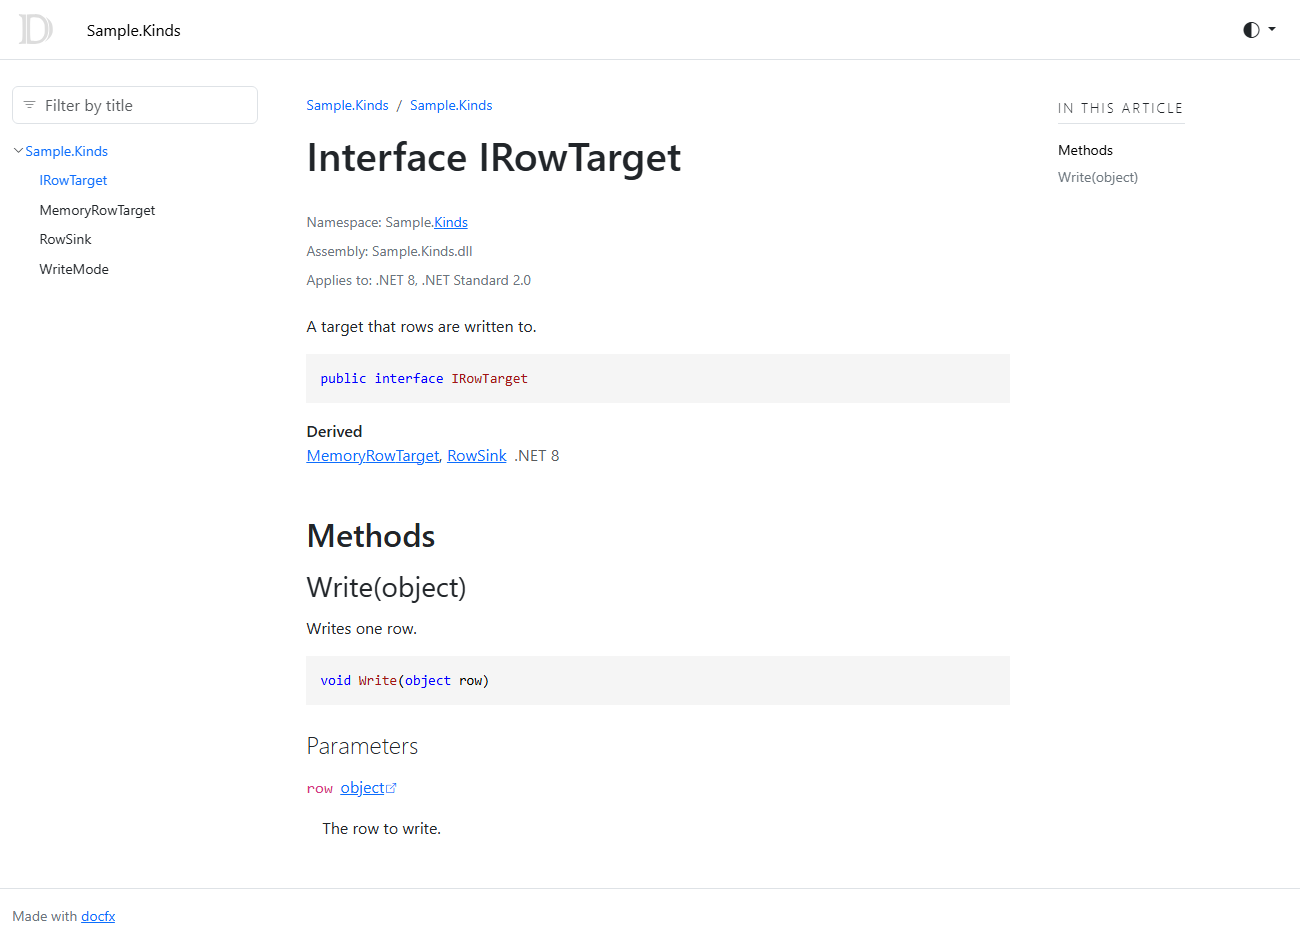 Sample.Kinds
Filter by title
Sample.Kinds
IRowTarget
MemoryRowTarget
RowSink
WriteMode
Sample.Kinds / Sample.Kinds
Interface IRowTarget
Namespace: Sample.Kinds
Assembly: Sample.Kinds.dll
Applies to: .NET 8, .NET Standard 2.0
A target that rows are written to.
public interface IRowTarget
Derived
MemoryRowTarget, RowSink .NET 8
Methods
Write(object)
Writes one row.
void Write(object row)
Parameters
row object
The row to write.
IN THIS ARTICLE
Methods
Write(object)
Made with docfx